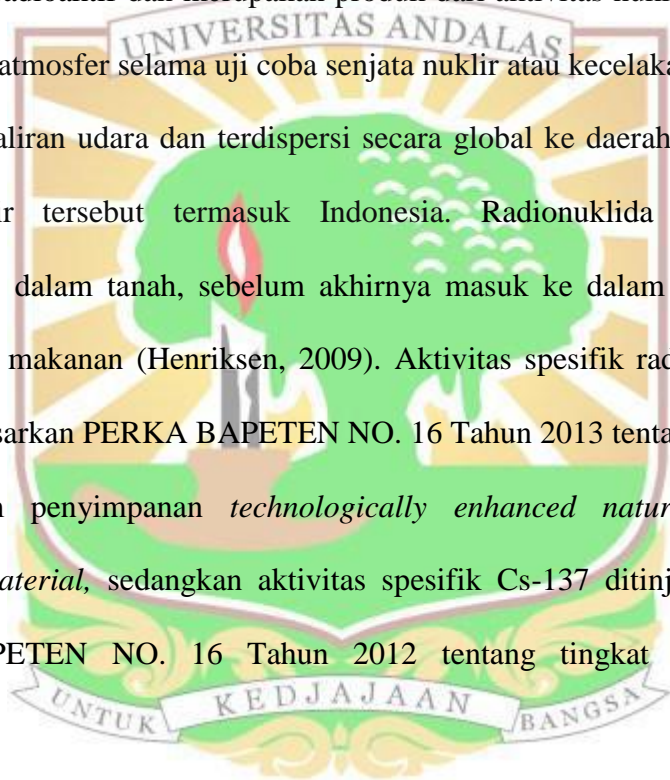 UNIVERSITAS ANDALAS
atmosfer selama uji coba senjata nuklir atau kecelaka
aliran udara dan terdispersi secara global ke daerah
ir tersebut termasuk Indonesia. Radionuklida
dalam tanah, sebelum akhirnya masuk ke dalam
makanan (Henriksen, 2009). Aktivitas spesifik rad
sarkan PERKA BAPETEN NO. 16 Tahun 2013 tenta
n penyimpanan technologically enhanced natur
material, sedangkan aktivitas spesifik Cs-137 ditinj
PETEN NO. 16 Tahun 2012 tentang tingkat
UNTUK KEDJAJAAN BANGSA